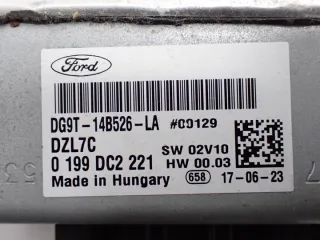 Ford
DG9T-14B526-LA #00129
DZL7C SW 02V10
0 199 DC2 221 HW 00.03
Made in Hungary 658 17-06-23